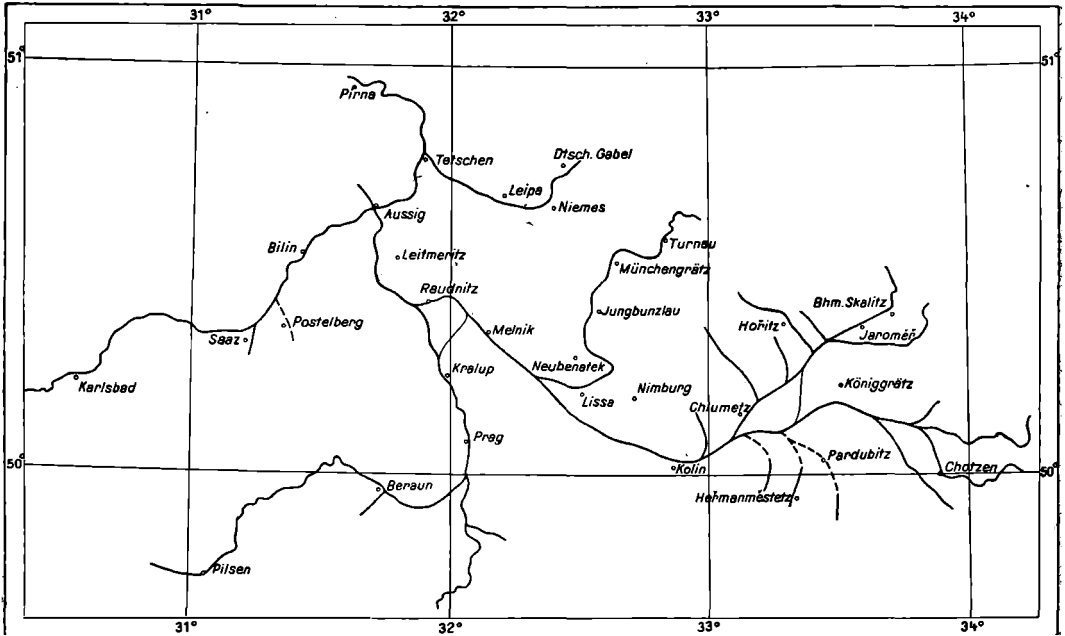 31° 32° 33° 34°
51° 51°
Pirna
Tetschen
Dtsch. Gabel
Leipa
Niemes
Aussig
Bilin
Leitmeritz
Turnau
Münchengrätz
Raudnitz
Jungbunzlau
Bhm. Skalitz
Postelberg
Saaz
Melnik
Hořitz
Jaroměř
Karlsbad
Kralup
Neubenatek
Lissa
Nimburg
Chlumetz
Königgrätz
Prag
Kolin
Pardubitz
50° 50°
Chotzen
Beraun
Heřmanměstetz
Pilsen
31° 32° 33° 34°